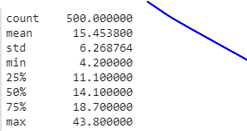 count 500.000000
mean 15.453800
std 6.268764
min 4.200000
25% 11.100000
50% 14.100000
75% 18.700000
max 43.800000